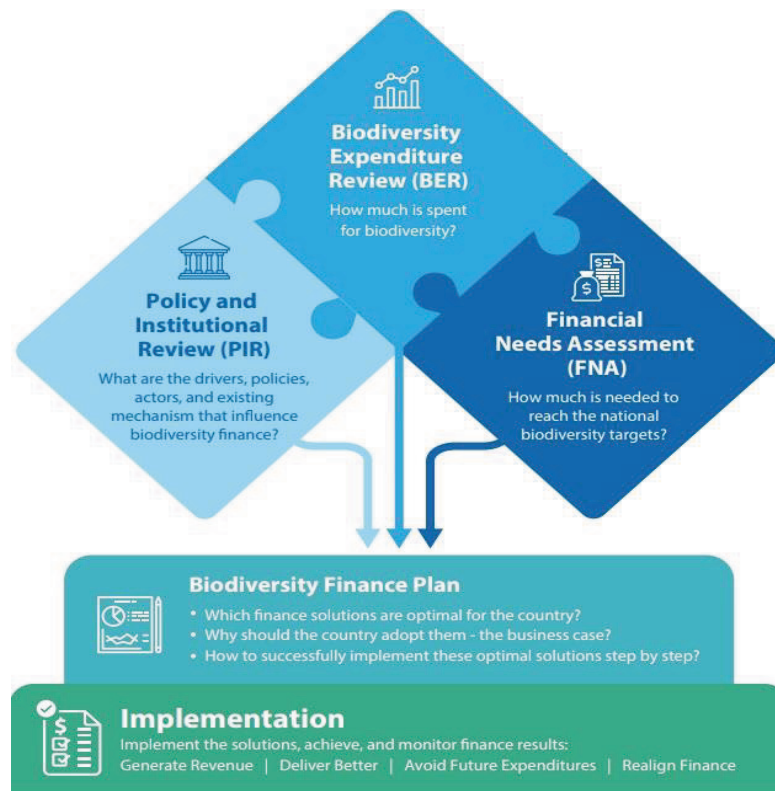 Biodiversity
Expenditure
Review (BER)
How much is spent
for biodiversity?
Policy and
Institutional
Review (PIR)
What are the drivers, policies,
actors, and existing
mechanism that influence
biodiversity finance?
Financial
Needs Assessment
(FNA)
How much is needed to
reach the national
biodiversity targets?
Biodiversity Finance Plan
• Which finance solutions are optimal for the country?
• Why should the country adopt them - the business case?
• How to successfully implement these optimal solutions step by step?
Implementation
Implement the solutions, achieve, and monitor finance results:
Generate Revenue | Deliver Better | Avoid Future Expenditures | Realign Finance